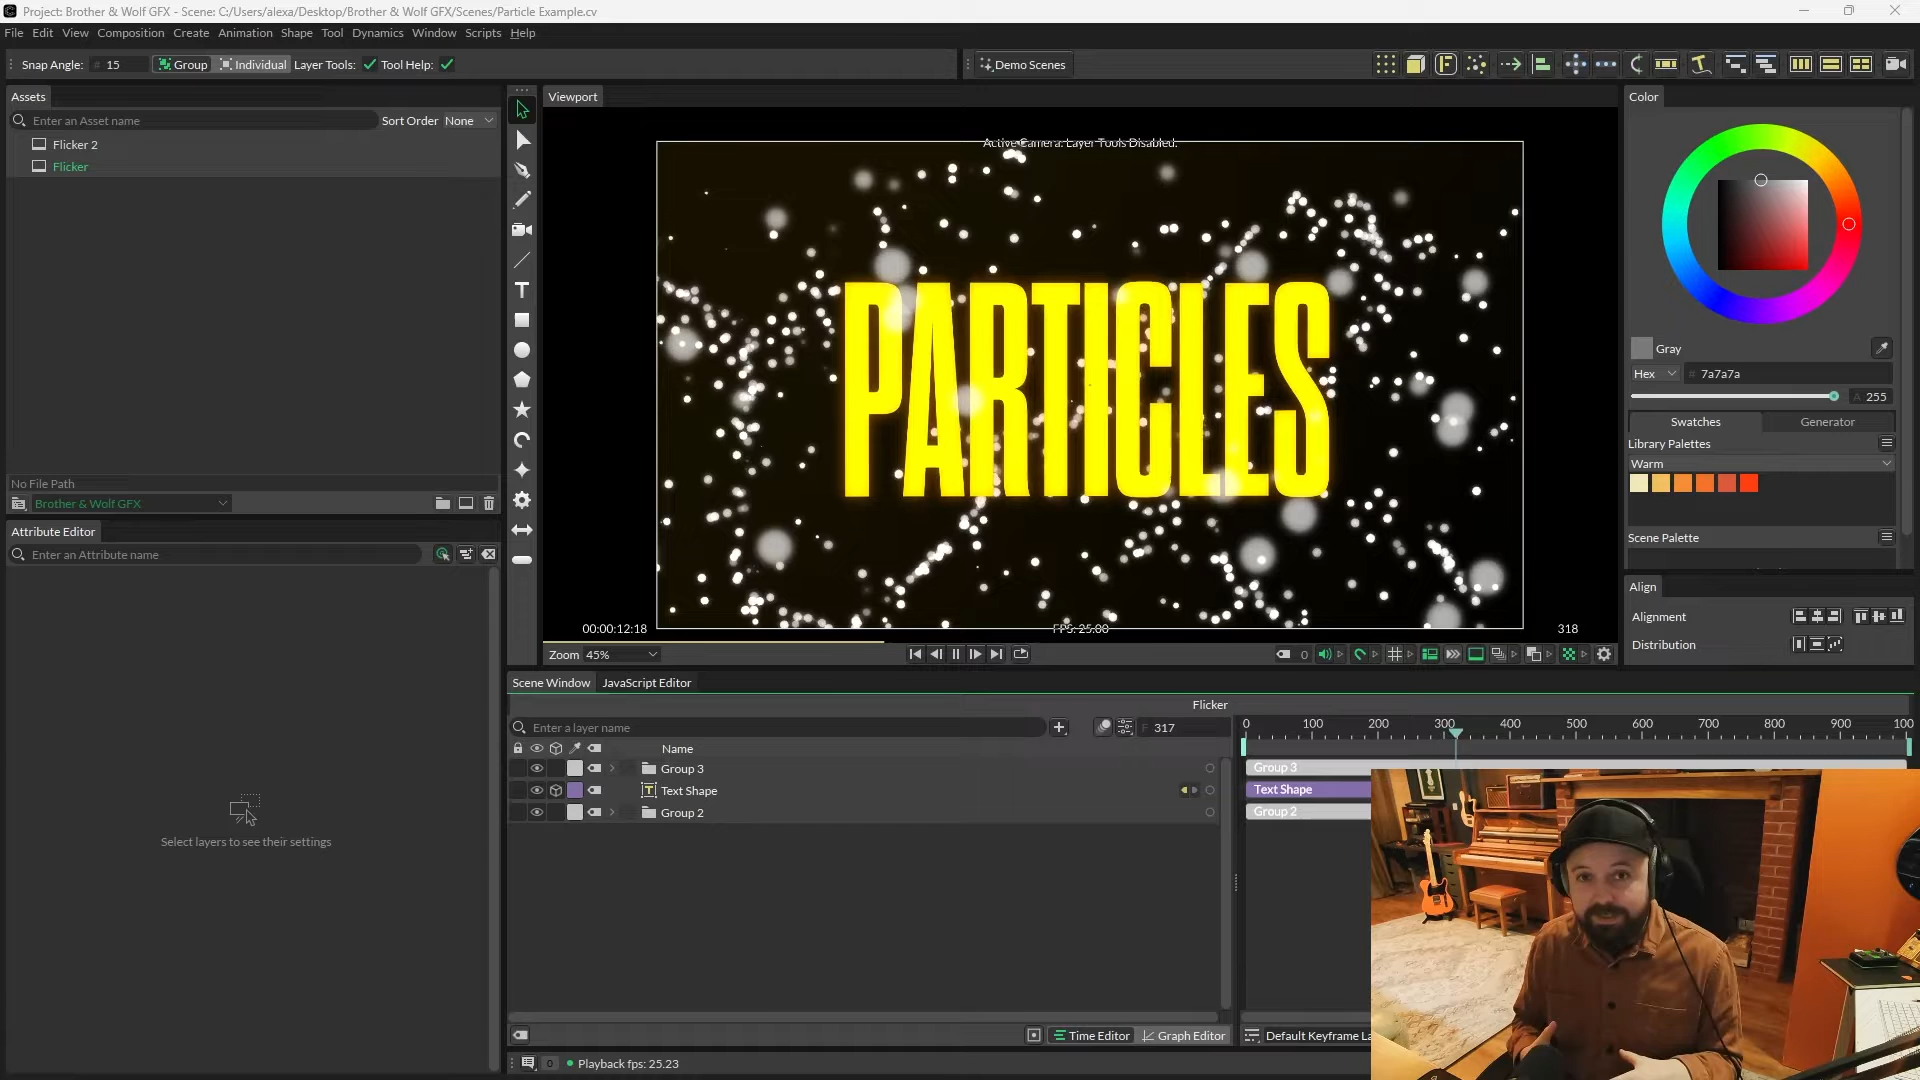 Project: Brother & Wolf GFX - Scene: C:/Users/alexa/Desktop/Brother & Wolf GFX/Scenes/Particle Example.cv
File Edit View Composition Create Animation Shape Tool Dynamics Window Scripts Help
Snap Angle: # 15 Group Individual Layer Tools: Tool Help: Demo Scenes
Assets
Enter an Asset name Sort Order None
Flicker 2
Flicker
No File Path
Brother & Wolf GFX
Attribute Editor
Enter an Attribute name
Select layers to see their settings
Viewport
Active Camera. Layer Tools Disabled.
PARTICLES
00:00:12:18 FPS: 25.00 318
Zoom 45% 0
Color
Gray
Hex # 7a7a7a
A 255
Swatches Generator
Library Palettes
Warm
Scene Palette
Align
Alignment
Distribution
Scene Window JavaScript Editor
Flicker
Enter a layer name F 317 0 100 200 300 400 500 600 700 800 900 100
Name
Group 3 Group 3
Text Shape Text Shape
Group 2 Group 2
Time Editor Graph Editor Default Keyframe La
0 Playback fps: 25.23